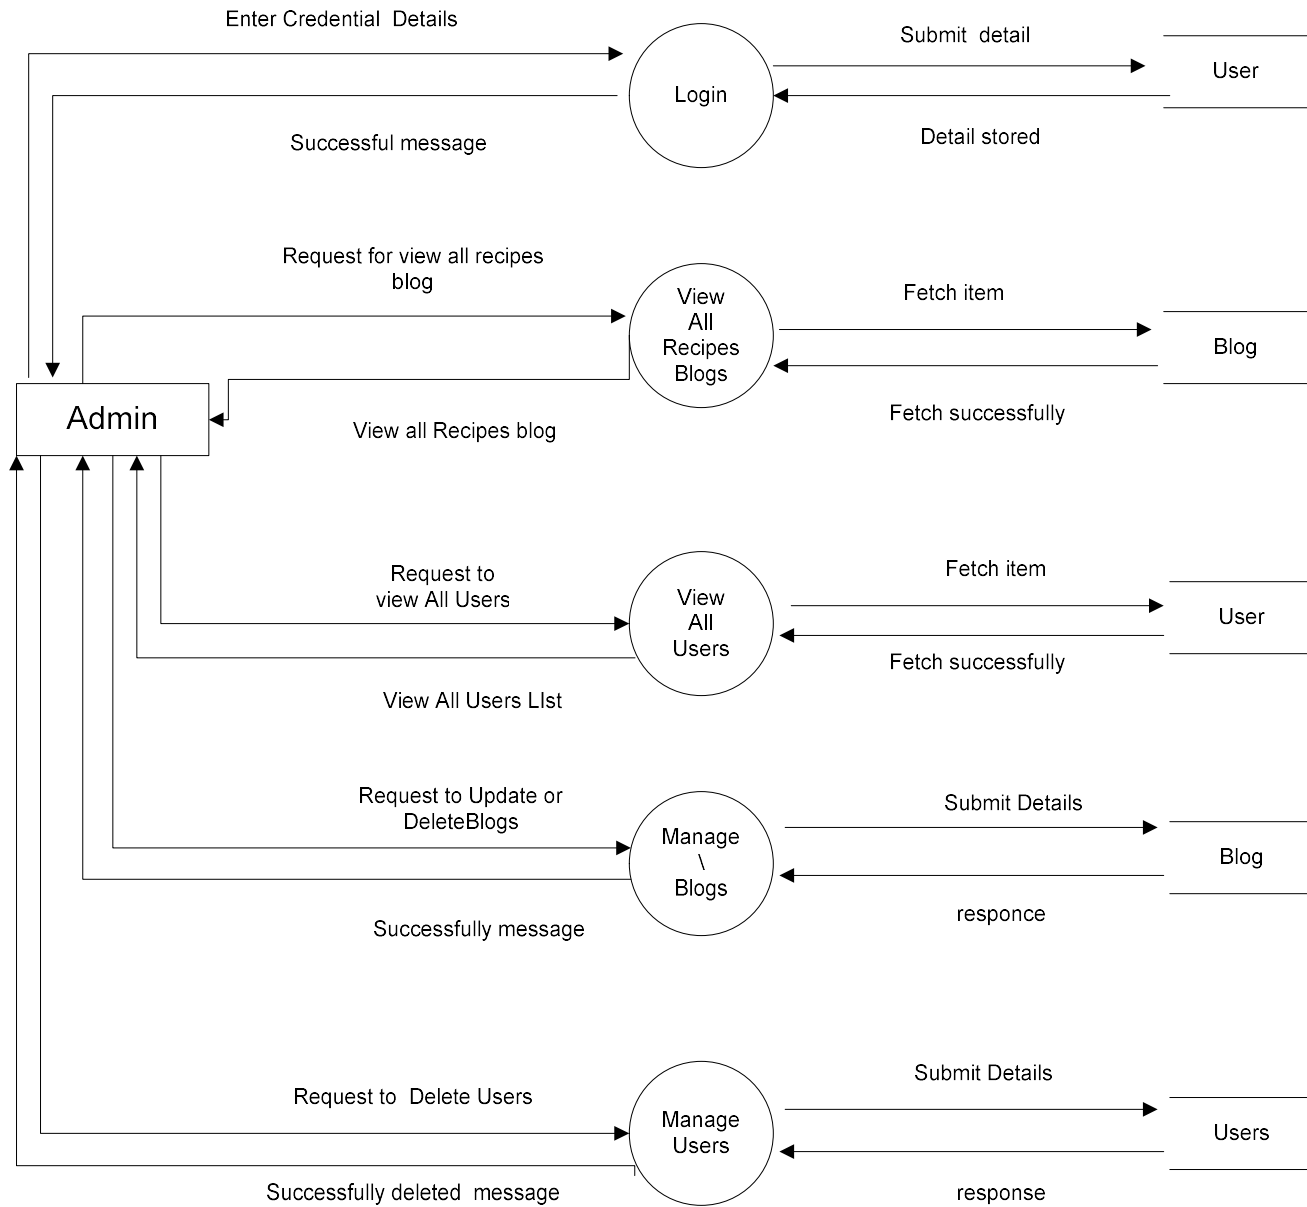 Enter Credential Details
Submit detail
User
Login
Successful message
Detail stored
Request for view all recipes
blog
View
All
Recipes
Blogs
Fetch item
Blog
Fetch successfully
Admin
View all Recipes blog
Request to
view All Users
View
All
Users
Fetch item
User
Fetch successfully
View All Users LIst
Request to Update or
DeleteBlogs
Manage
\
Blogs
Submit Details
Blog
responce
Successfully message
Request to Delete Users
Manage
Users
Submit Details
Users
Successfully deleted message
response